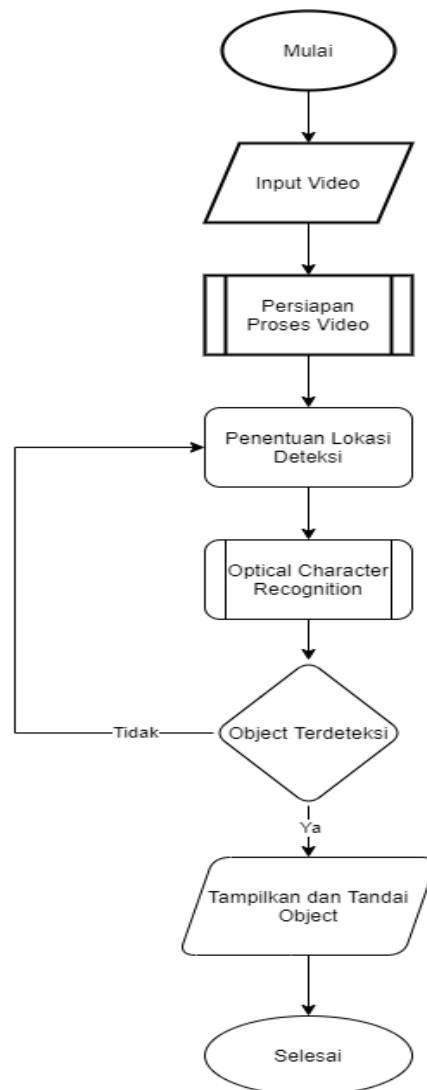 Mulai
Input Video
Persiapan
Proses Video
Penentuan Lokasi
Deteksi
Optical Character
Recognition
Object Terdeteksi
Tidak
Ya
Tampilkan dan Tandai
Object
Selesai